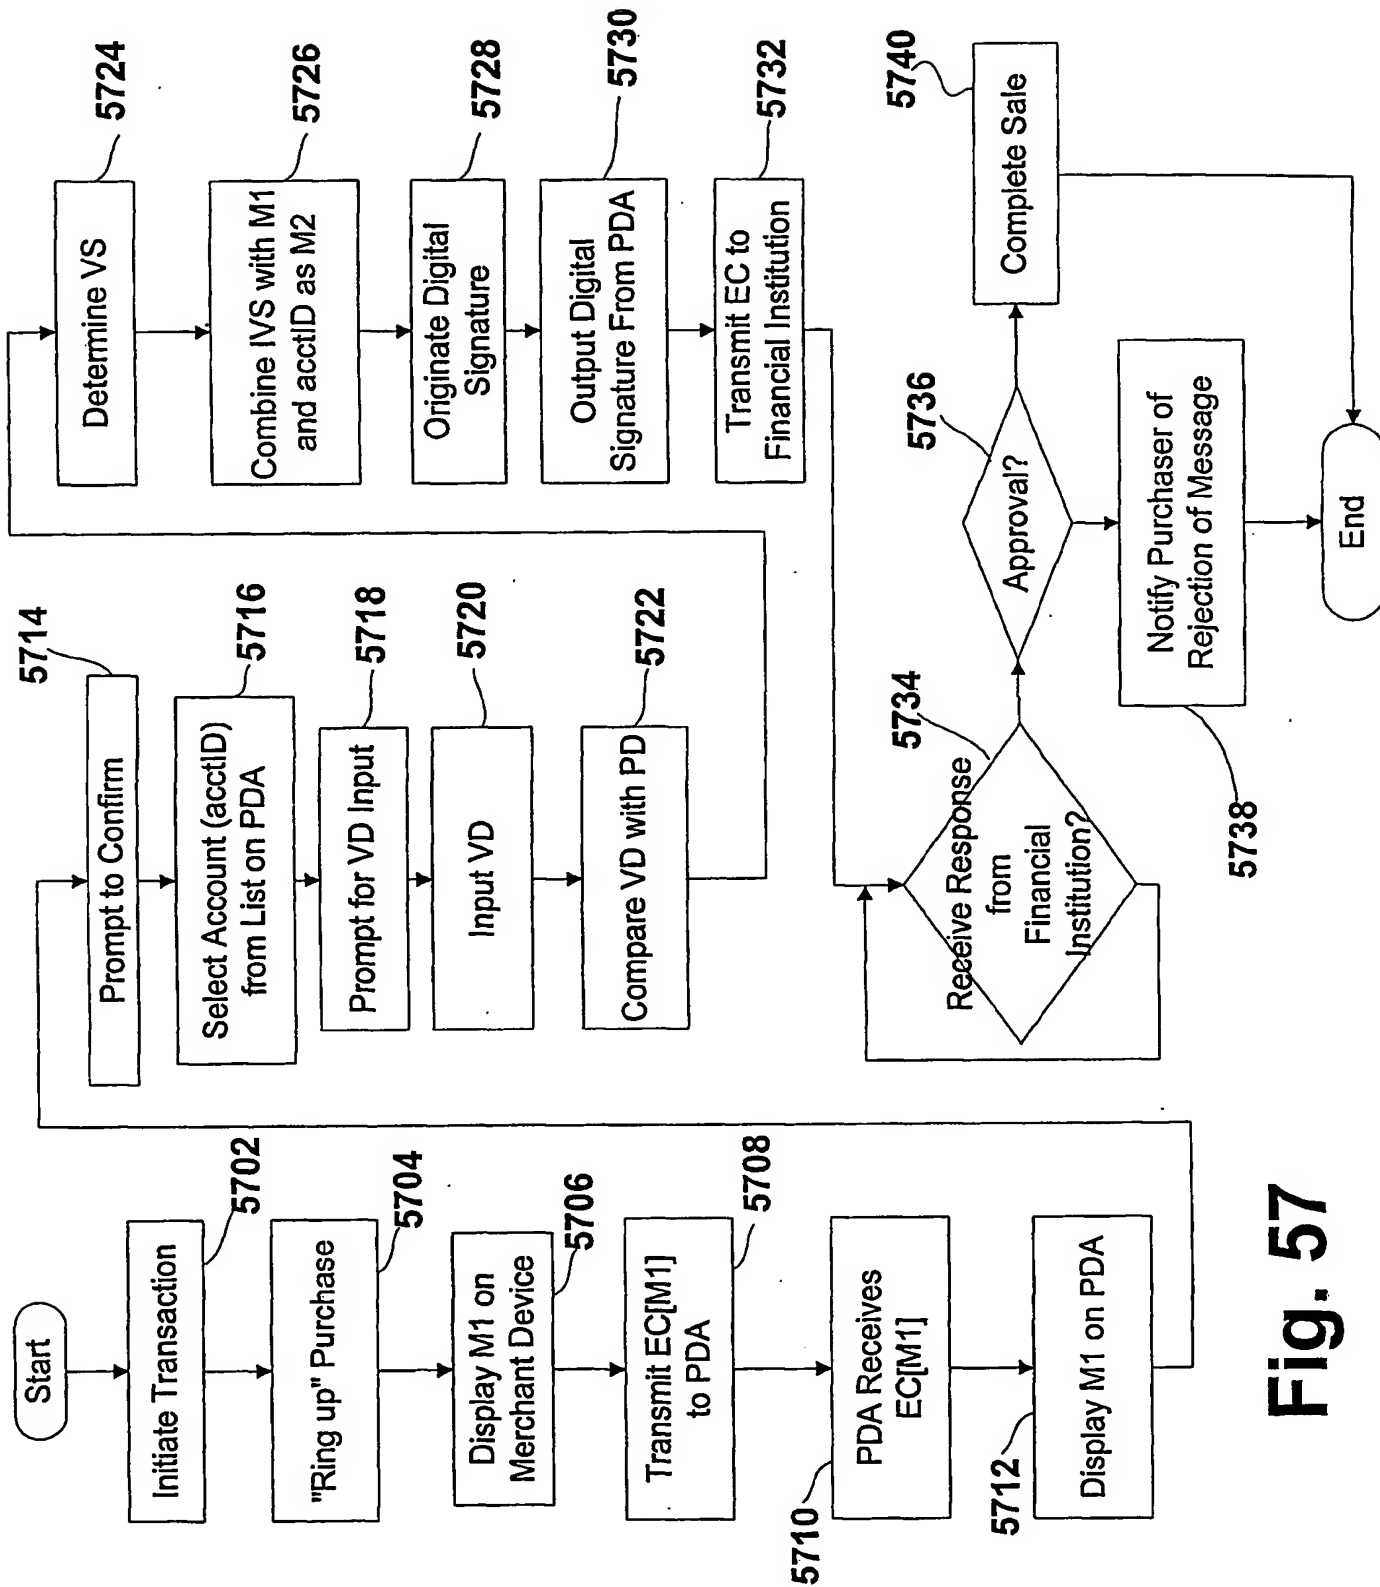 Start
Initiate Transaction
5702
"Ring up" Purchase
5704
Display M1 on
Merchant Device
5706
Transmit EC[M1]
to PDA
5708
PDA Receives
EC[M1]
5710
Display M1 on PDA
5712
Prompt to Confirm
5714
Select Account (acctID)
from List on PDA
5716
Prompt for VD Input
5718
Input VD
5720
Compare VD with PD
5722
Determine VS
5724
Combine IVS with M1
and acctID as M2
5726
Originate Digital
Signature
5728
Output Digital
Signature From PDA
5730
Transmit EC to
Financial Institution
5732
Receive Response
from
Financial
Institution?
5734
Approval?
5736
Notify Purchaser of
Rejection of Message
5738
Complete Sale
5740
End
Fig. 57